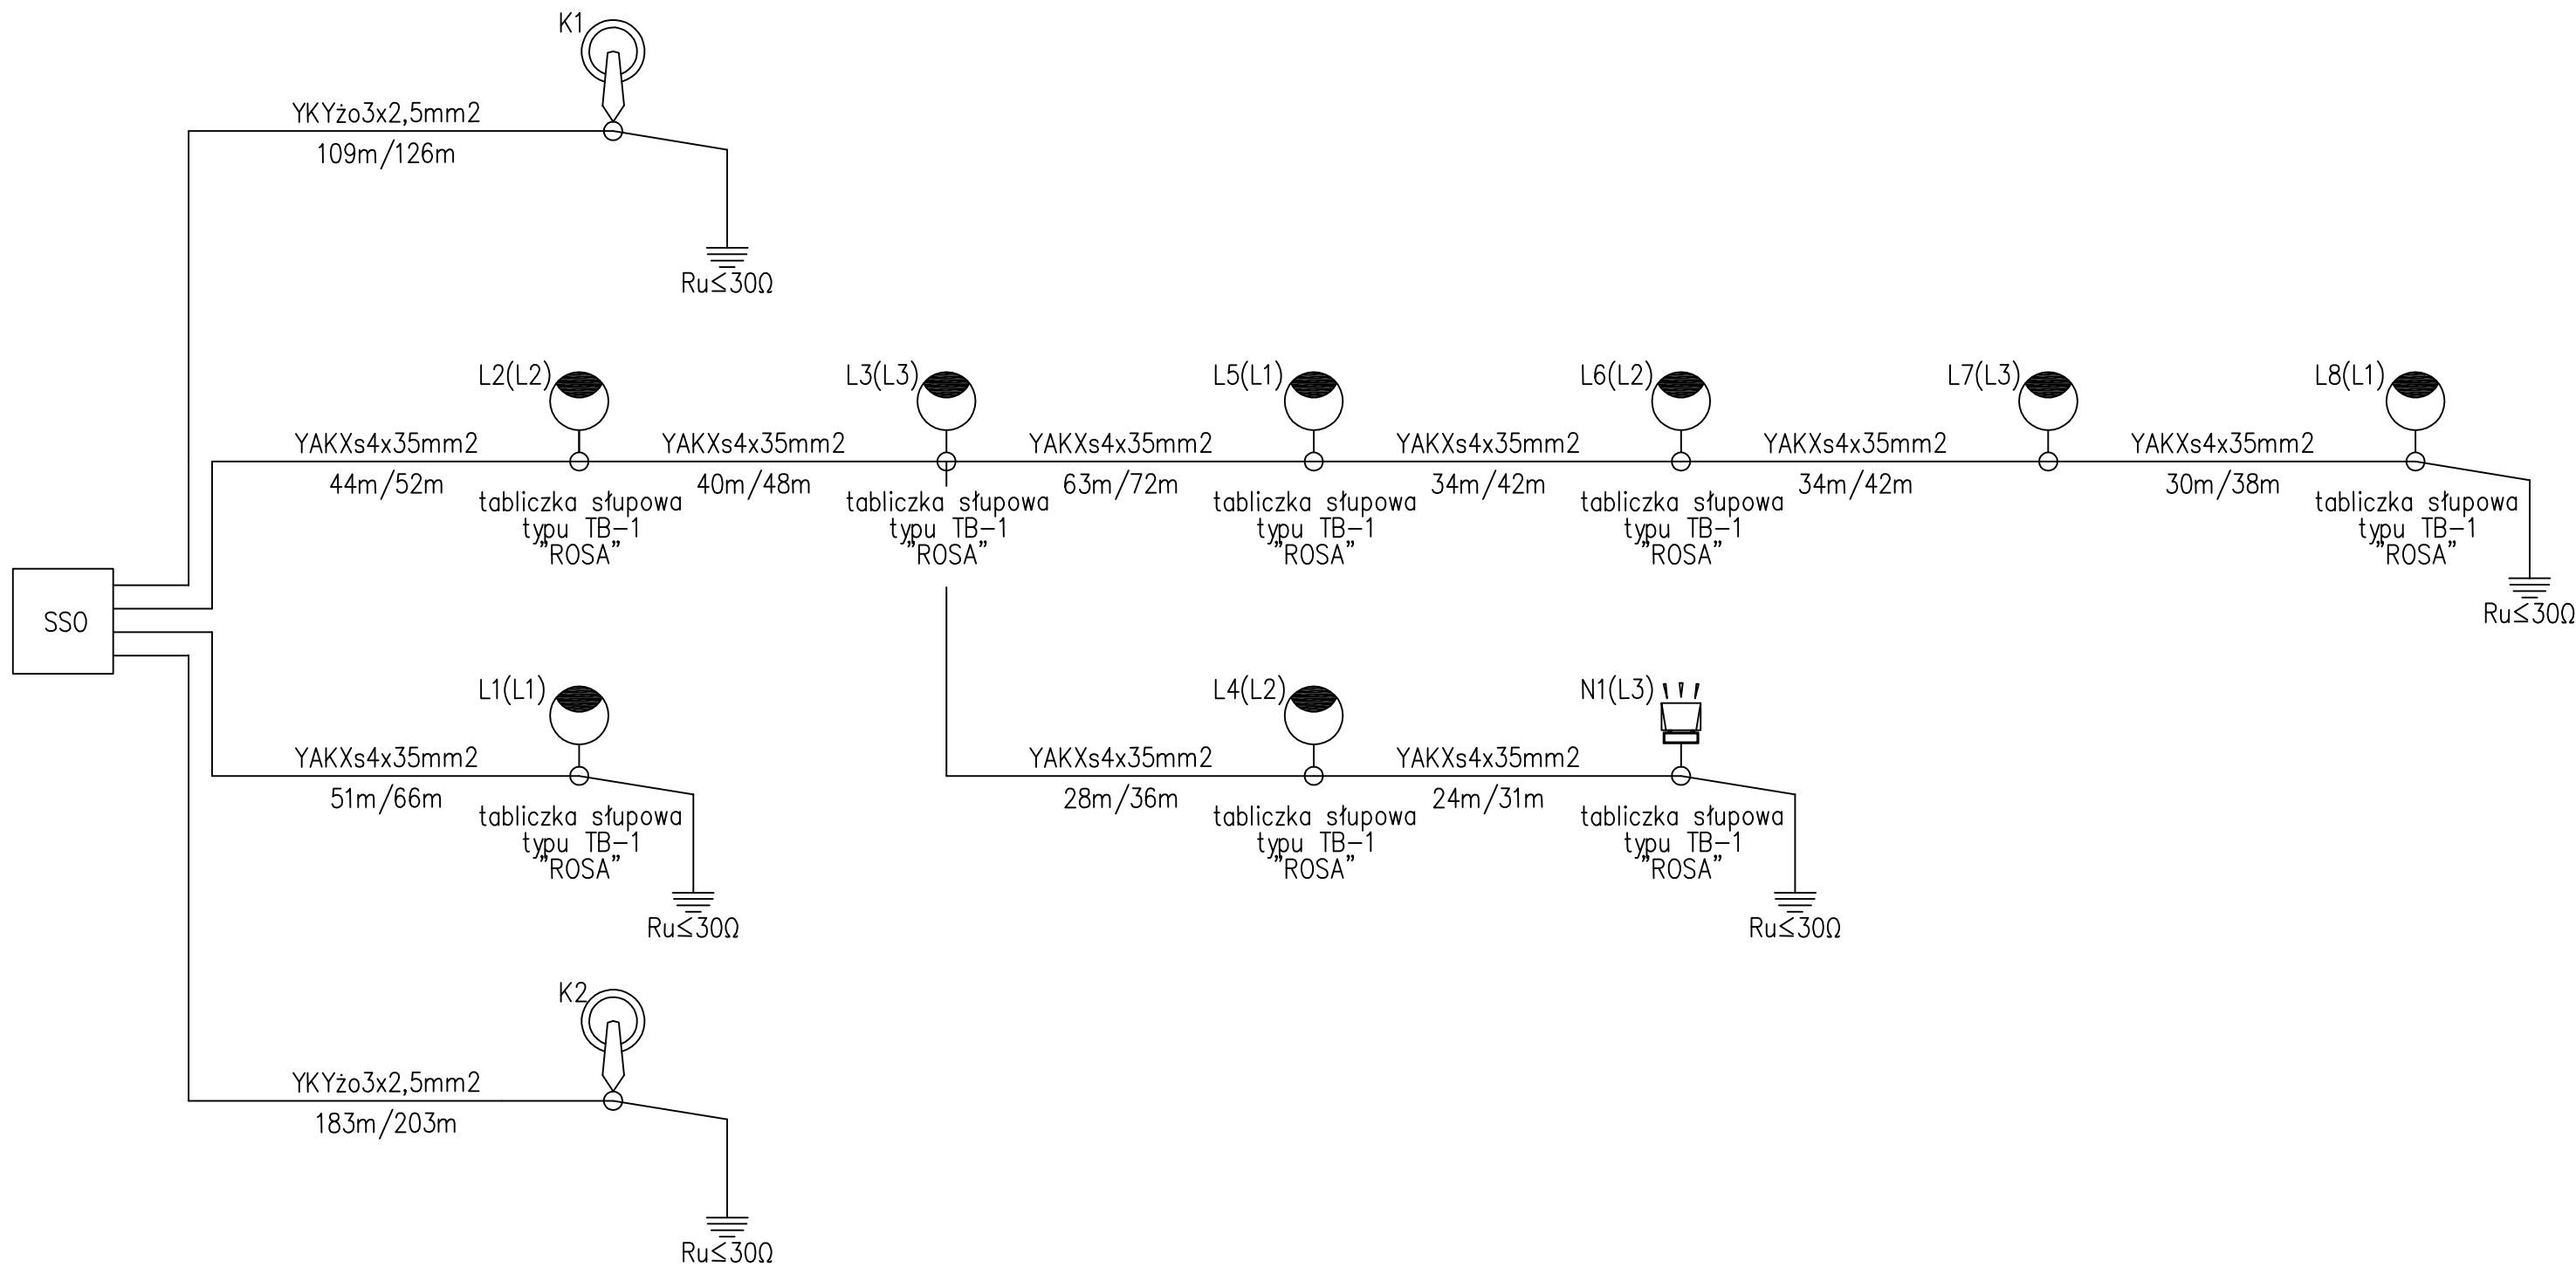 K1
YKYżo3x2,5mm2
109m/126m
Ru≤30Ω
L2(L2)
L3(L3)
L5(L1)
L6(L2)
L7(L3)
L8(L1)
YAKXs4x35mm2
YAKXs4x35mm2
YAKXs4x35mm2
YAKXs4x35mm2
YAKXs4x35mm2
YAKXs4x35mm2
44m/52m
40m/48m
63m/72m
34m/42m
34m/42m
30m/38m
tabliczka słupowa
typu TB-1
"ROSA"
tabliczka słupowa
typu TB-1
"ROSA"
tabliczka słupowa
typu TB-1
"ROSA"
tabliczka słupowa
typu TB-1
"ROSA"
tabliczka słupowa
typu TB-1
"ROSA"
Ru≤30Ω
SSO
L1(L1)
L4(L2)
N1(L3)
YAKXs4x35mm2
YAKXs4x35mm2
YAKXs4x35mm2
51m/66m
28m/36m
24m/31m
tabliczka słupowa
typu TB-1
"ROSA"
tabliczka słupowa
typu TB-1
"ROSA"
tabliczka słupowa
typu TB-1
"ROSA"
Ru≤30Ω
Ru≤30Ω
K2
YKYżo3x2,5mm2
183m/203m
Ru≤30Ω